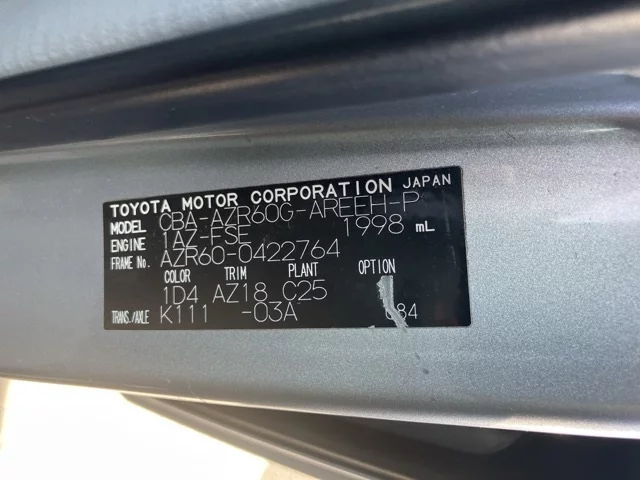 TOYOTA MOTOR CORPORATION JAPAN
MODEL CBA-AZR60G-AREEH-P
ENGINE 1AZ-FSE 1998 mL
FRAME No. AZR60-0422764
COLOR TRIM PLANT OPTION
1D4 AZ18 C25
TRANS./AXLE K111 -03A 84